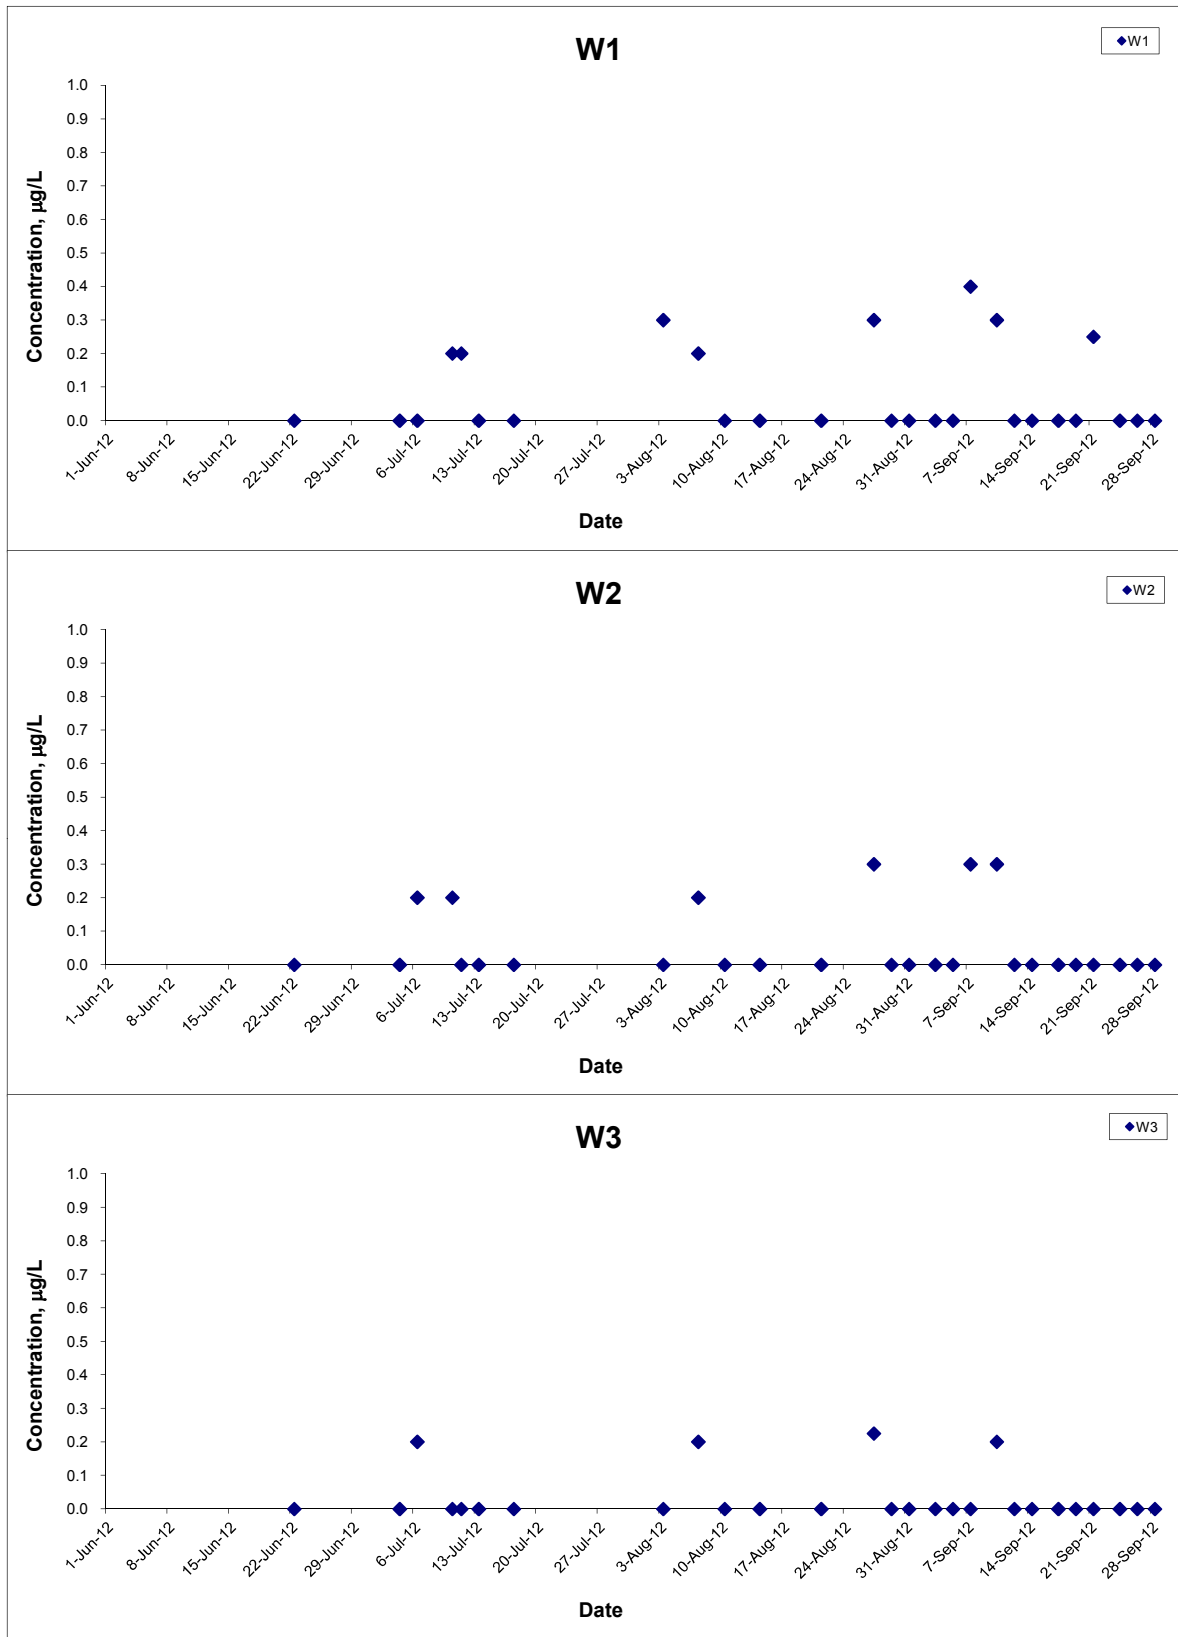 W1
W1
1.0
0.9
0.8
0.7
0.6
0.5
0.4
0.3
0.2
0.1
0.0
Concentration, µg/L
1-Jun-12
8-Jun-12
15-Jun-12
22-Jun-12
29-Jun-12
6-Jul-12
13-Jul-12
20-Jul-12
27-Jul-12
3-Aug-12
10-Aug-12
17-Aug-12
24-Aug-12
31-Aug-12
7-Sep-12
14-Sep-12
21-Sep-12
28-Sep-12
Date
W2
W2
1.0
0.9
0.8
0.7
0.6
0.5
0.4
0.3
0.2
0.1
0.0
Concentration, µg/L
1-Jun-12
8-Jun-12
15-Jun-12
22-Jun-12
29-Jun-12
6-Jul-12
13-Jul-12
20-Jul-12
27-Jul-12
3-Aug-12
10-Aug-12
17-Aug-12
24-Aug-12
31-Aug-12
7-Sep-12
14-Sep-12
21-Sep-12
28-Sep-12
Date
W3
W3
1.0
0.9
0.8
0.7
0.6
0.5
0.4
0.3
0.2
0.1
0.0
Concentration, µg/L
1-Jun-12
8-Jun-12
15-Jun-12
22-Jun-12
29-Jun-12
6-Jul-12
13-Jul-12
20-Jul-12
27-Jul-12
3-Aug-12
10-Aug-12
17-Aug-12
24-Aug-12
31-Aug-12
7-Sep-12
14-Sep-12
21-Sep-12
28-Sep-12
Date